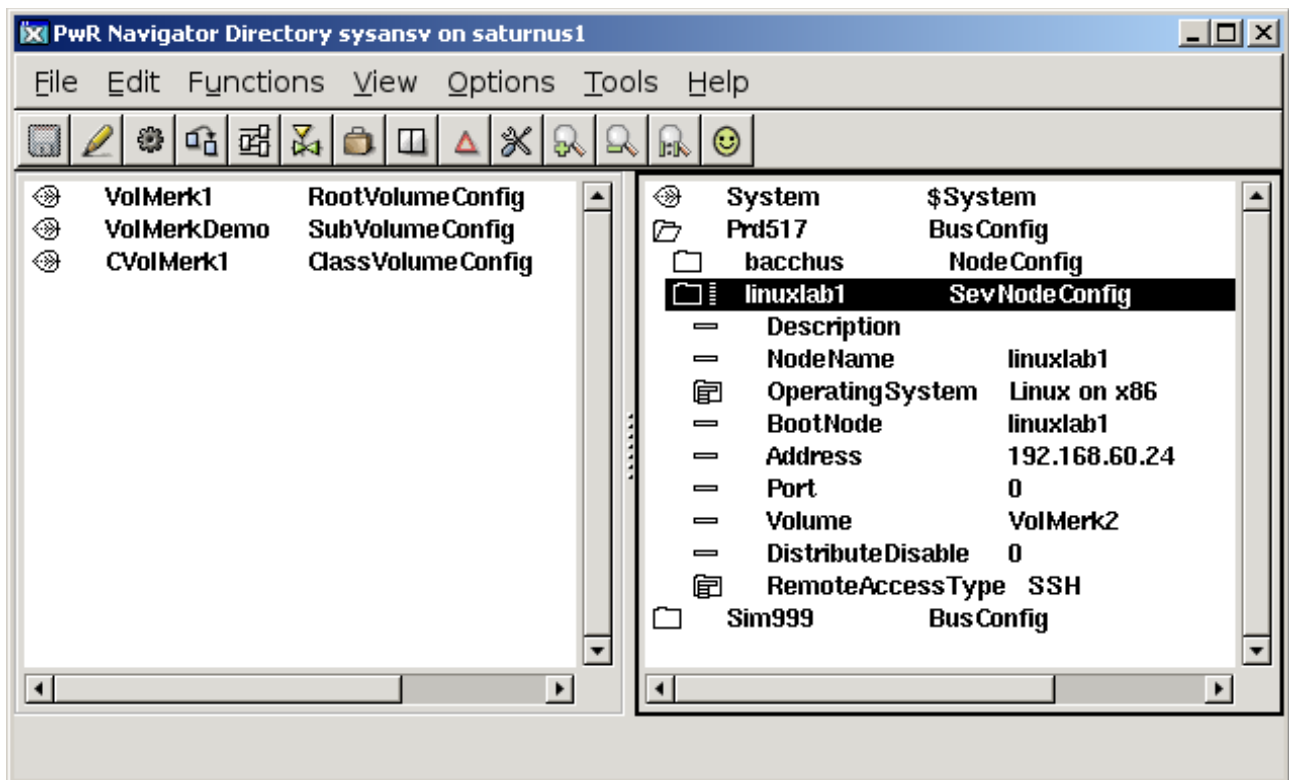 PwR Navigator Directory sysansv on saturnus1
File Edit Functions View Options Tools Help
VolMerk1 RootVolumeConfig
VolMerkDemo SubVolumeConfig
CVolMerk1 ClassVolumeConfig
System $System
Prd517 BusConfig
bacchus NodeConfig
linuxlab1 SevNodeConfig
Description
NodeName linuxlab1
OperatingSystem Linux on x86
BootNode linuxlab1
Address 192.168.60.24
Port 0
Volume VolMerk2
DistributeDisable 0
RemoteAccessType SSH
Sim999 BusConfig